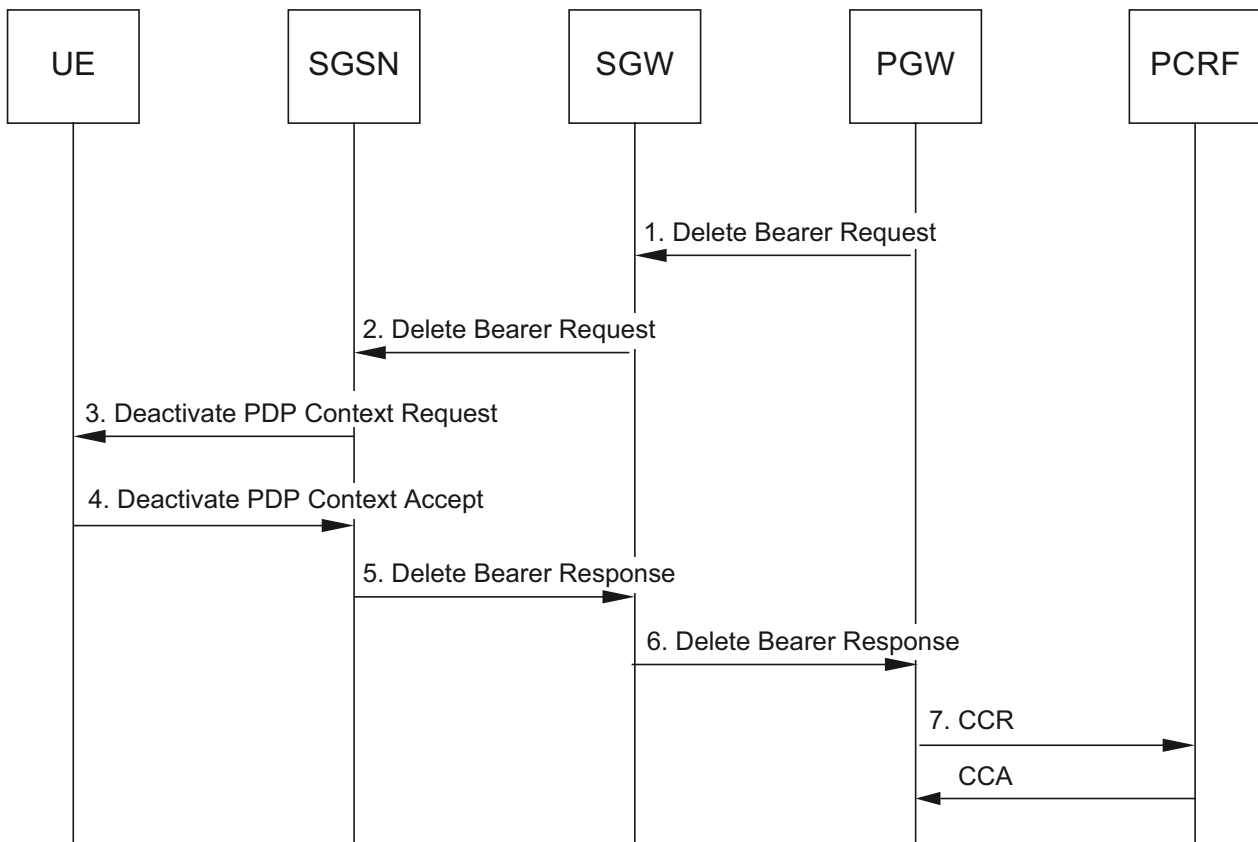 UE
SGSN
SGW
PGW
PCRF
1. Delete Bearer Request
2. Delete Bearer Request
3. Deactivate PDP Context Request
4. Deactivate PDP Context Accept
5. Delete Bearer Response
6. Delete Bearer Response
7. CCR
CCA